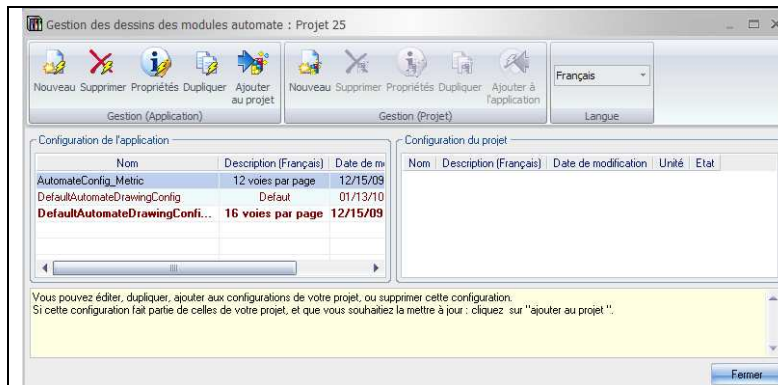 Gestion des dessins des modules automate : Projet 25
Nouveau Supprimer Propriétés Dupliquer Ajouter au projet
Gestion (Application)
Nouveau Supprimer Propriétés Dupliquer Ajouter à l'application
Gestion (Projet)
Français
Langue
Configuration de l'application
Nom Description (Français) Date de m
AutomateConfig_Metric 12 voies par page 12/15/09
DefaultAutomateDrawingConfig Defaut 01/13/10
DefaultAutomateDrawingConfi... 16 voies par page 12/15/09
Configuration du projet
Nom Description (Français) Date de modification Unité Etat
Vous pouvez éditer, dupliquer, ajouter aux configurations de votre projet, ou supprimer cette configuration.
Si cette configuration fait partie de celles de votre projet, et que vous souhaitiez la mettre à jour : cliquez sur "ajouter au projet ".
Fermer